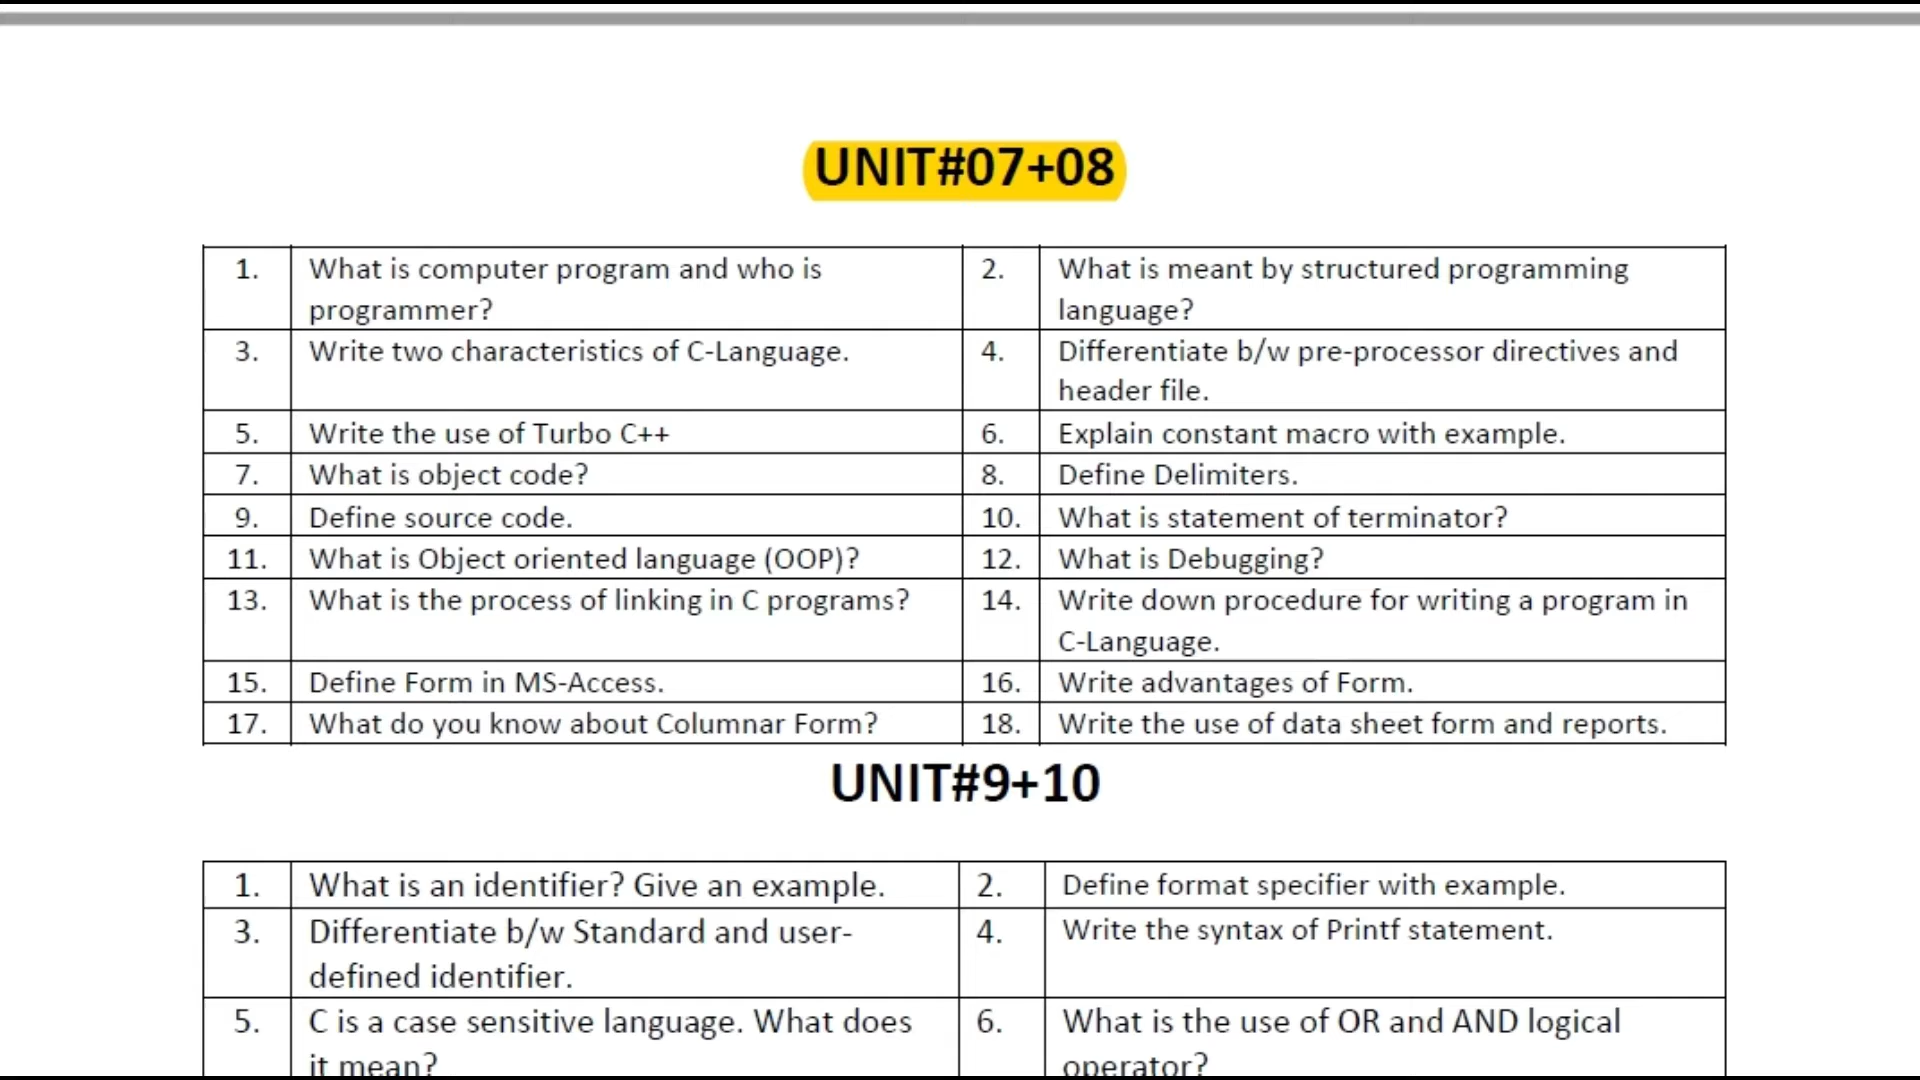 UNIT#07+08
1. What is computer program and who is
programmer?
2. What is meant by structured programming
language?
3. Write two characteristics of C-Language.
4. Differentiate b/w pre-processor directives and
header file.
5. Write the use of Turbo C++
6. Explain constant macro with example.
7. What is object code?
8. Define Delimiters.
9. Define source code.
10. What is statement of terminator?
11. What is Object oriented language (OOP)?
12. What is Debugging?
13. What is the process of linking in C programs?
14. Write down procedure for writing a program in
C-Language.
15. Define Form in MS-Access.
16. Write advantages of Form.
17. What do you know about Columnar Form?
18. Write the use of data sheet form and reports.
UNIT#9+10
1. What is an identifier? Give an example.
2. Define format specifier with example.
3. Differentiate b/w Standard and user-
defined identifier.
4. Write the syntax of Printf statement.
5. C is a case sensitive language. What does
it mean?
6. What is the use of OR and AND logical
operator?